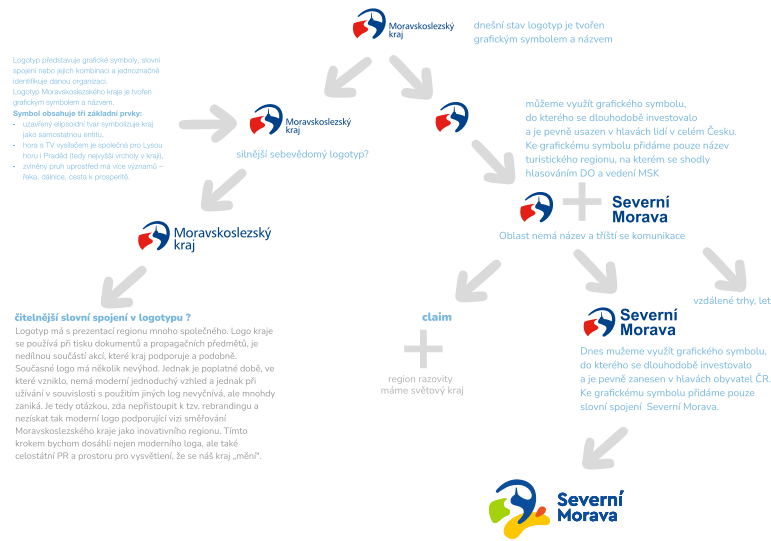 Moravskoslezský
kraj
dnešní stav logotyp je tvořen
grafickým symbolem a názvem
Logotyp představuje grafické symboly, slovní
spojení nebo jejich kombinaci a jednoznačně
identifikuje danou organizaci.
Logotyp Moravskoslezského kraje je tvořen
grafickým symbolem a názvem.
Symbol obsahuje tři základní prvky:
- uzavřený elipsoidní tvar symbolizuje kraj
jako samostatnou entitu,
- hora s TV vysílačem je společná pro Lysou
horu i Praděd (tedy nejvyšší vrcholy v kraji),
- zvlněný pruh uprostřed má více významů –
řeka, dálnice, cesta k prosperitě.
Moravskoslezský
kraj
silnější sebevědomý logotyp?
můžeme využít grafického symbolu,
do kterého se dlouhodobě investovalo
a je pevně usazen v hlavách lidí v celém Česku.
Ke grafickému symbolu přidáme pouze název
turistického regionu, na kterém se shodly
hlasováním DO a vedení MSK
Severní
Morava
Oblast nemá název a tříští se komunikace
Moravskoslezský
kraj
čitelnější slovní spojení v logotypu ?
Logotyp má s prezentací regionu mnoho společného. Logo kraje
se používá při tisku dokumentů a propagačních předmětů, je
nedílnou součástí akcí, které kraj podporuje a podobně.
Současné logo má několik nevýhod. Jednak je poplatné době, ve
které vzniklo, nemá moderní jednoduchý vzhled a jednak při
užívání v souvislosti s použitím jiných log nevyčnívá, ale mnohdy
zaniká. Je tedy otázkou, zda nepřistoupit k tzv, rebrandingu a
nezískat tak moderní logo podporující vizi směřování
Moravskoslezského kraje jako inovativního regionu. Tímto
krokem bychom dosáhli nejen moderního loga, ale také
celostátní PR a prostoru pro vysvětlení, že se náš kraj „mění".
claim
region razovity
máme světový kraj
vzdálené trhy, let
Severní
Morava
Dnes mužeme využít grafického symbolu,
do kterého se dlouhodobě investovalo
a je pevně zanesen v hlavách obyvatel ČR.
Ke grafickému symbolu přidáme pouze
slovní spojení Severní Morava.
Severní
Morava